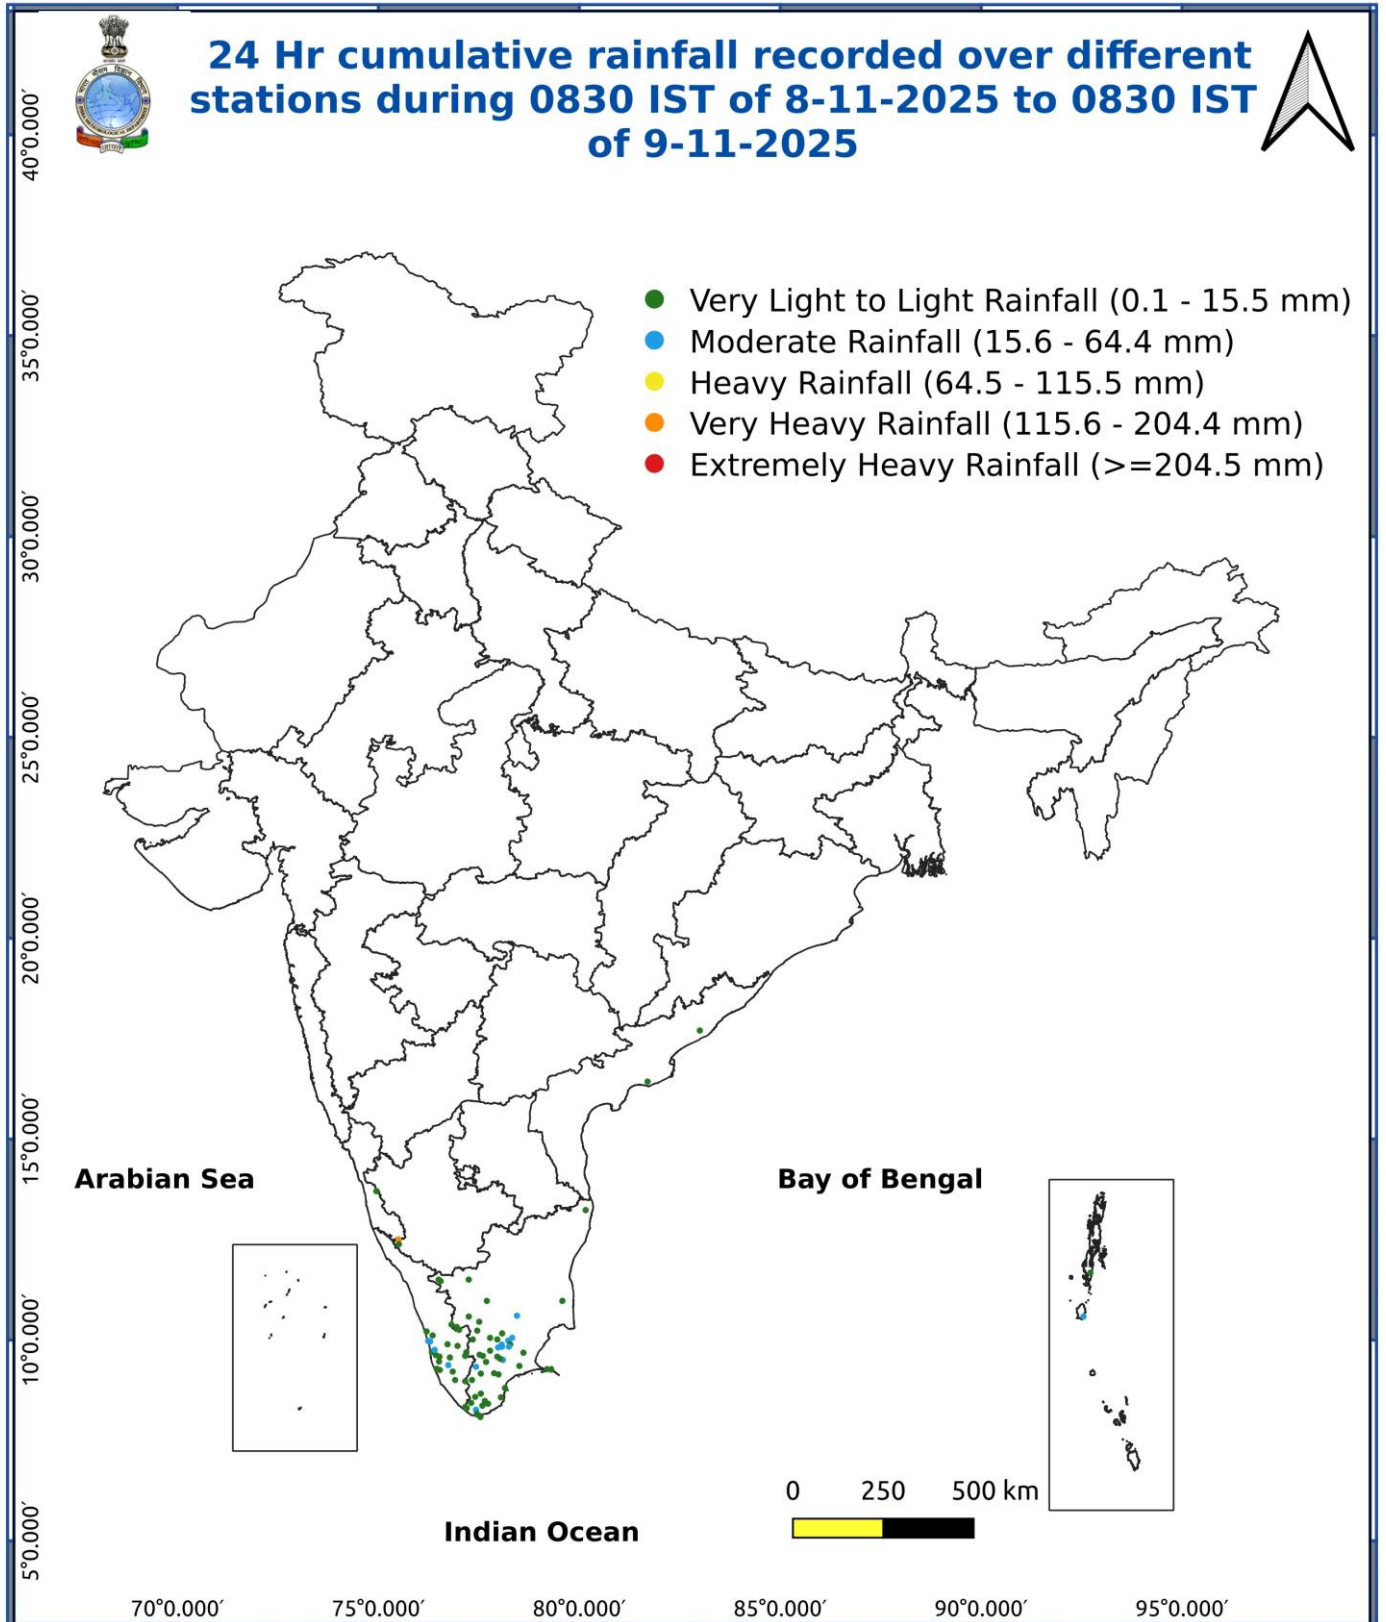 24 Hr cumulative rainfall recorded over different
stations during 0830 IST of 8-11-2025 to 0830 IST
of 9-11-2025
Very Light to Light Rainfall (0.1 - 15.5 mm)
Moderate Rainfall (15.6 - 64.4 mm)
Heavy Rainfall (64.5 - 115.5 mm)
Very Heavy Rainfall (115.6 - 204.4 mm)
Extremely Heavy Rainfall (>=204.5 mm)
40°0.000′
35°0.000′
30°0.000′
25°0.000′
20°0.000′
15°0.000′
10°0.000′
5°0.000′
Arabian Sea
Bay of Bengal
0 250 500 km
Indian Ocean
70°0.000′ 75°0.000′ 80°0.000′ 85°0.000′ 90°0.000′ 95°0.000′